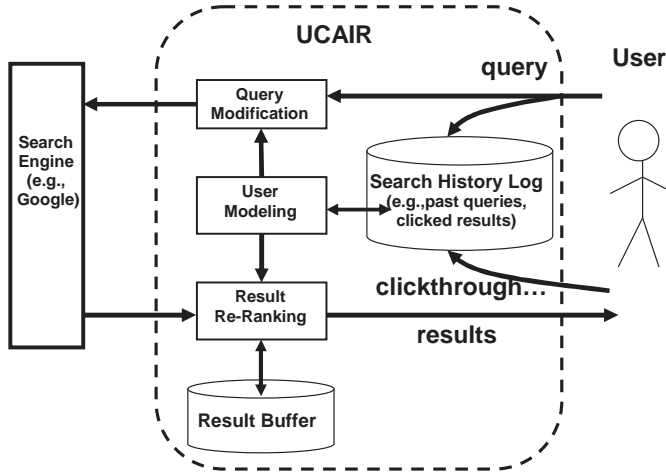 UCAIR
User
query
Query
Modification
Search
Engine
(e.g.,
Google)
User
Modeling
Search History Log
(e.g.,past queries,
clicked results)
clickthrough…
Result
Re-Ranking
results
Result Buffer